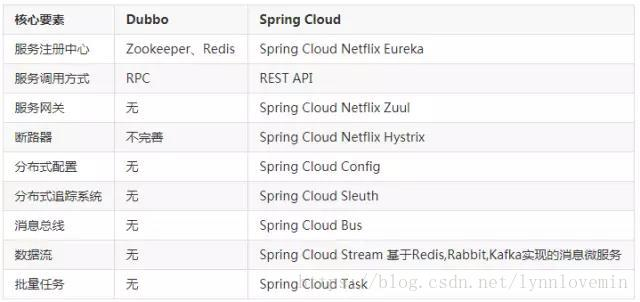 核心要素 Dubbo Spring Cloud
服务注册中心 Zookeeper、Redis Spring Cloud Netflix Eureka
服务调用方式 RPC REST API
服务网关 无 Spring Cloud Netflix Zuul
断路器 不完善 Spring Cloud Netflix Hystrix
分布式配置 无 Spring Cloud Config
分布式追踪系统 无 Spring Cloud Sleuth
消息总线 无 Spring Cloud Bus
数据流 无 Spring Cloud Stream 基于Redis,Rabbit,Kafka实现的消息微服务
批量任务 无 Spring Cloud Task
https://blog.csdn.net/lynnlovemin